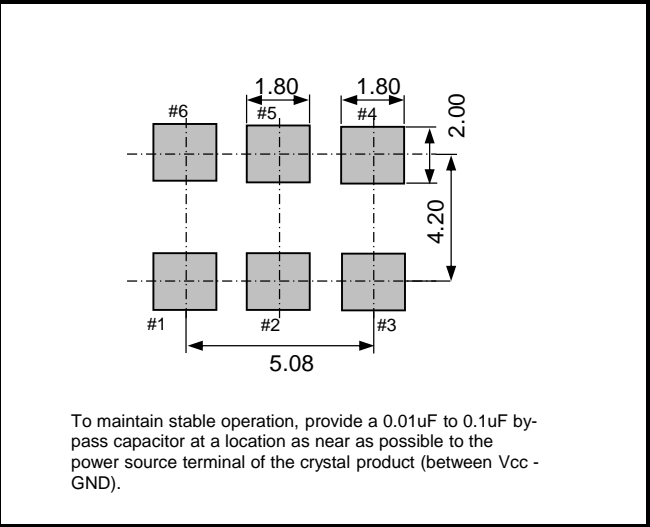 1.80 1.80
#6 #5 #4
2.00
4.20
#1 #2 #3
5.08
To maintain stable operation, provide a 0.01uF to 0.1uF by-
pass capacitor at a location as near as possible to the
power source terminal of the crystal product (between Vcc -
GND).